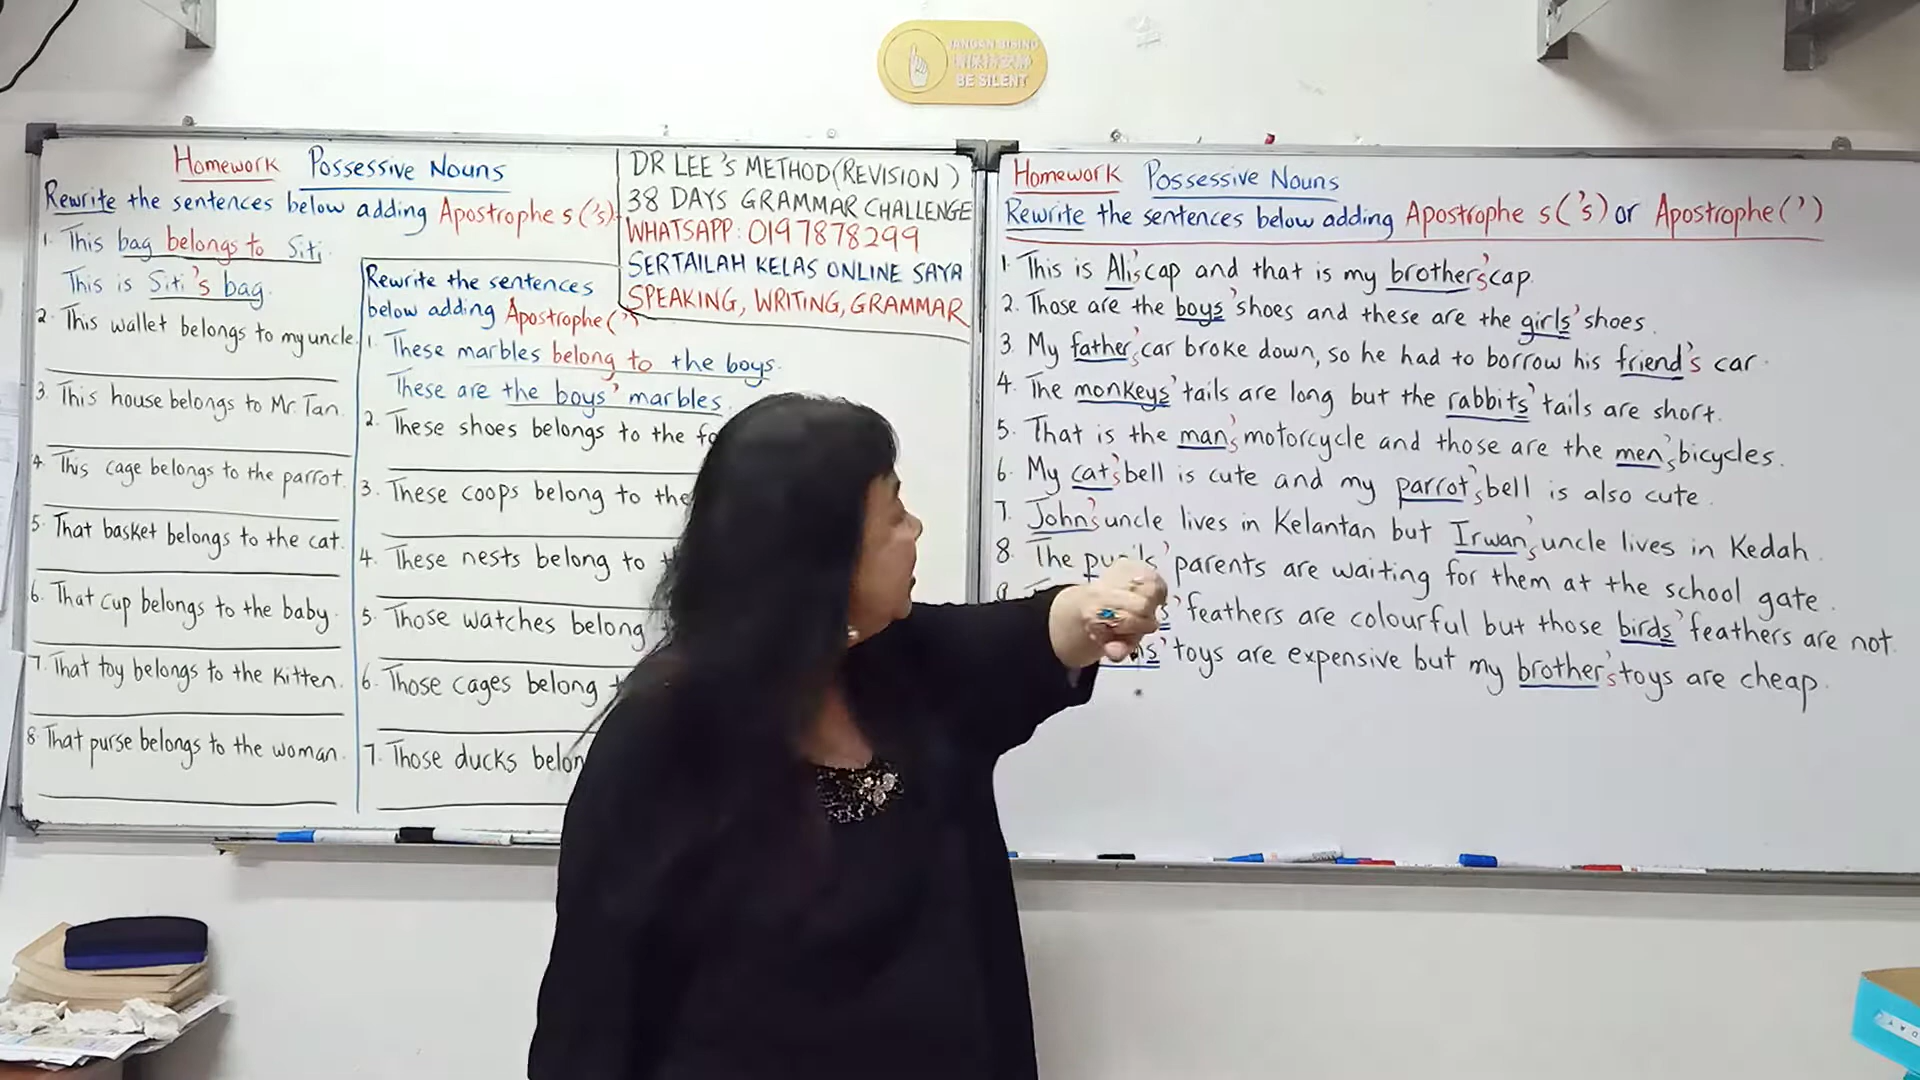 JANGAN BISING
BE SILENT
Homework Possessive Nouns
Rewrite the sentences below adding Apostrophe s ('s)
1. This bag belongs to Siti
This is Siti's bag.
2. This wallet belongs to my uncle.
3. This house belongs to Mr. Tan.
4. This cage belongs to the parrot.
5. That basket belongs to the cat.
6. That cup belongs to the baby.
7. That toy belongs to the kitten.
8. That purse belongs to the woman.
Rewrite the sentences
below adding Apostrophe (')
1. These marbles belong to the boys.
These are the boys' marbles.
2. These shoes belongs to the
3. These coops belong to the
4. These nests belong to
5. Those watches belong
6. Those cages belong
7. Those ducks
DR LEE'S METHOD (REVISION)
38 DAYS GRAMMAR CHALLENGE
WHATSAPP: 0197878299
SERTAILAH KELAS ONLINE SAYA
SPEAKING, WRITING, GRAMMAR
Homework Possessive Nouns
Rewrite the sentences below adding Apostrophe s ('s) or Apostrophe (')
1. This is Ali's cap and that is my brother's cap.
2. Those are the boys' shoes and these are the girls' shoes.
3. My father's car broke down, so he had to borrow his friend's car.
4. The monkeys' tails are long but the rabbits' tails are short.
5. That is the man's motorcycle and those are the men's bicycles.
6. My cat's bell is cute and my parrot's bell is also cute.
7. John's uncle lives in Kelantan but Irwan's uncle lives in Kedah.
8. The parents are waiting for them at the school gate.
feathers are colourful but those birds' feathers are not.
toys are expensive but my brother's toys are cheap.